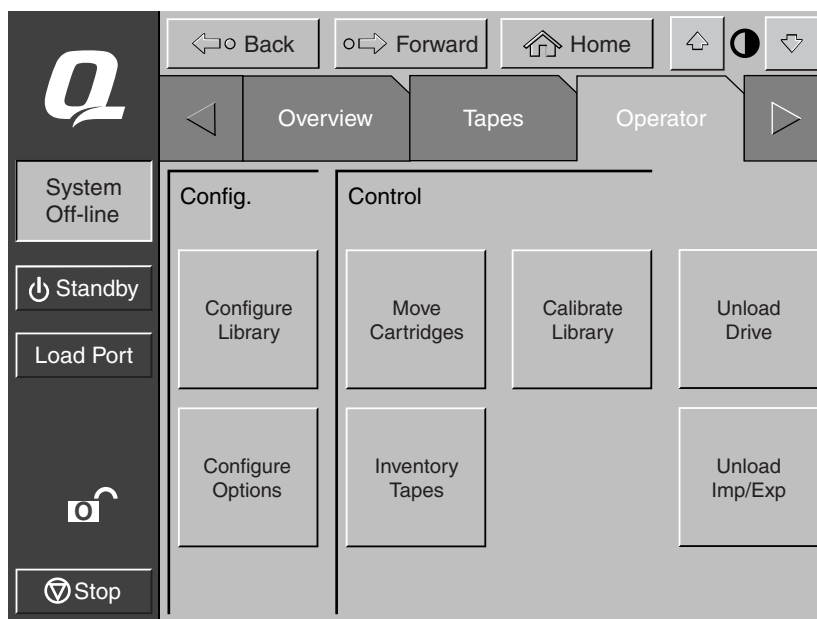 Back
Forward
Home
Q
Overview
Tapes
Operator
System
Off-line
Standby
Load Port
O
Stop
Config.
Control
Configure
Library
Move
Cartridges
Calibrate
Library
Unload
Drive
Configure
Options
Inventory
Tapes
Unload
Imp/Exp